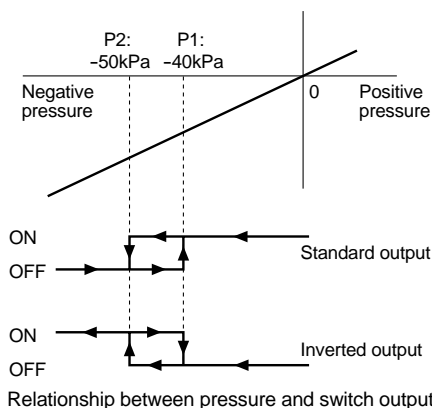 P2:
P1:
–50kPa
–40kPa
Negative
pressure
0
Positive
pressure
ON
OFF
Standard output
ON
OFF
Inverted output
Relationship between pressure and switch output